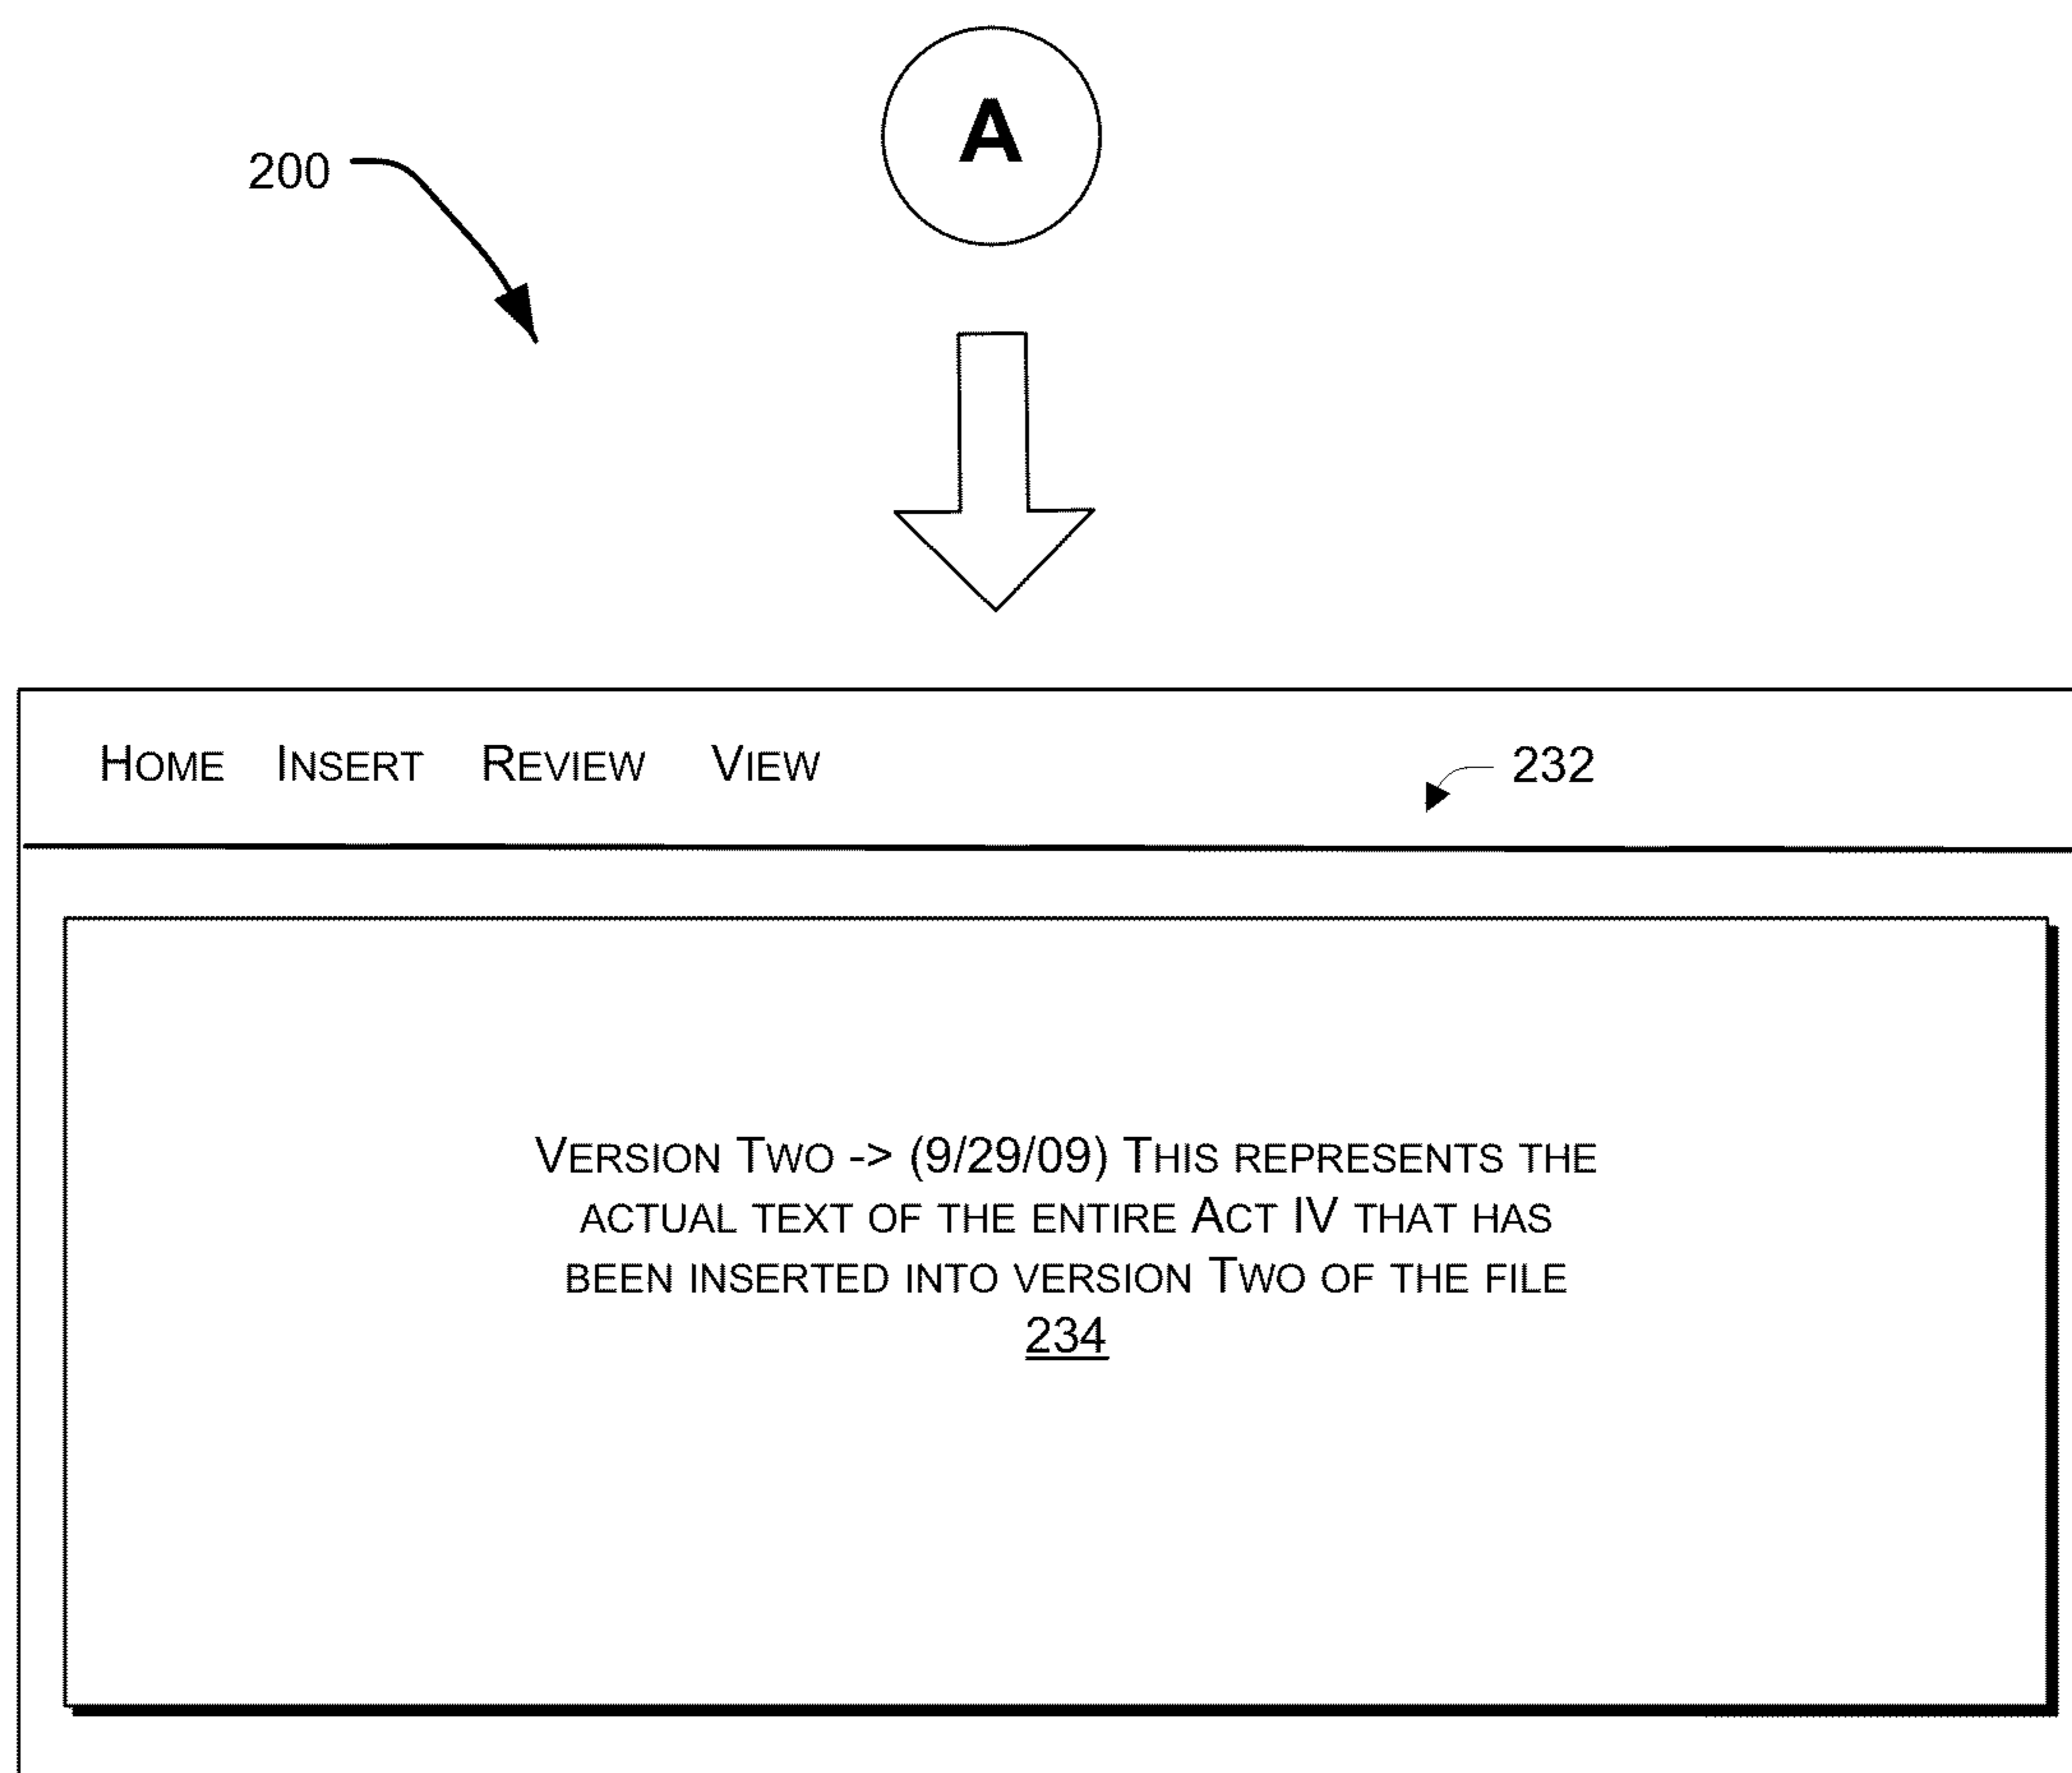 A
200
Home Insert Review View 232
Version Two -> (9/29/09) This represents the
actual text of the entire Act IV that has
been inserted into version Two of the file
234